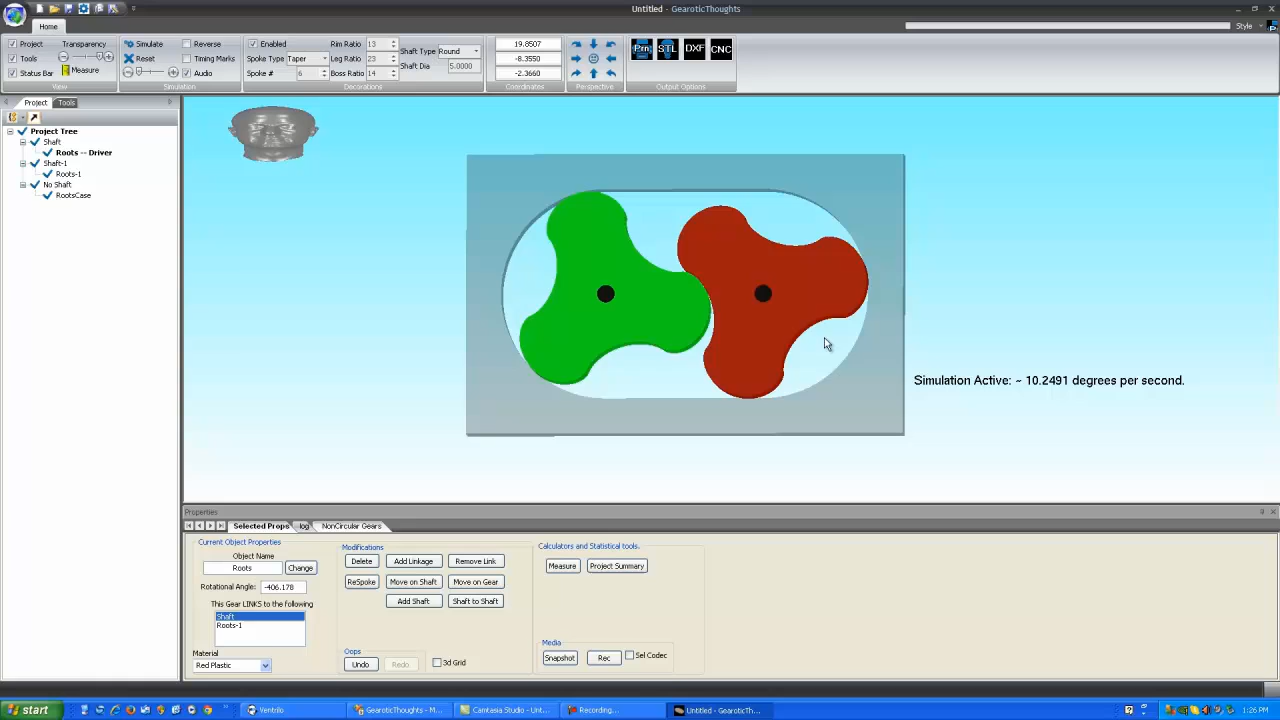 Untitled - GearoticThoughts
Home
Style
Project
Transparency
Tools
Status Bar
Measure
View
Simulate
Reverse
Reset
Timing Marks
Audio
Simulation
Enabled
Rim Ratio 13
Spoke Type Taper
Leg Ratio 23
Spoke # 6
Boss Ratio 14
Shaft Type Round
Shaft Dia 5.0000
Decorations
19.8507
-8.3550
-2.3660
Coordinates
Perspective
Prn STL DXF CNC
Output Options
Project Tools
Project Tree
Shaft
Roots -- Driver
Shaft-1
Roots-1
No Shaft
RootsCase
Simulation Active: ~ 10.2491 degrees per second.
Properties
Selected Props log NonCircular Gears
Current Object Properties
Object Name
Roots Change
Rotational Angle: -406.178
This Gear LINKS to the following
Shaft
Roots-1
Material
Red Plastic
Modifications
Delete Add Linkage Remove Link
ReSpoke Move on Shaft Move on Gear
Add Shaft Shaft to Shaft
Oops
Undo Redo 3d Grid
Calculators and Statistical tools.
Measure Project Summary
Media
Snapshot Rec Sel Codec
start Ventrilo GearoticThoughts - M... Camtasia Studio - Unt... Recording... Untitled - GearoticTh... 1:26 PM